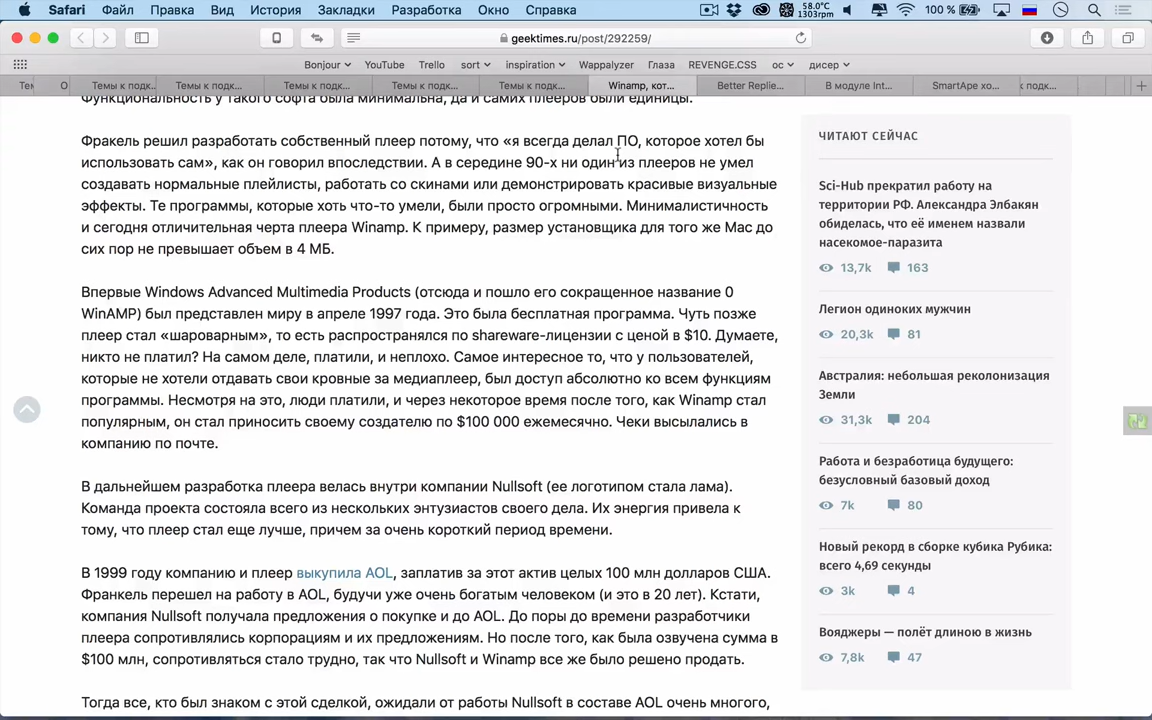 Safari Файл Правка Вид История Закладки Разработка Окно Справка 58.0°C 1303rpm 100 %
geektimes.ru/post/292259/
Bonjour YouTube Trello sort inspiration Wappalyzer Глаза REVENGE.CSS ос дисер
Тем О Темы к подк... Темы к подк... Темы к подк... Темы к подк... Темы к подк... Winamp, кот... Better Replie... В модуле Int... SmartApe хо... к подк...
Функциональность у такого софта была минимальна, да и самих плееров были единицы.
Фракель решил разработать собственный плеер потому, что «я всегда делал ПО, которое хотел бы
использовать сам», как он говорил впоследствии. А в середине 90-х ни один из плееров не умел
создавать нормальные плейлисты, работать со скинами или демонстрировать красивые визуальные
эффекты. Те программы, которые хоть что-то умели, были просто огромными. Минималистичность
и сегодня отличительная черта плеера Winamp. К примеру, размер установщика для того же Mac до
сих пор не превышает объем в 4 МБ.
Впервые Windows Advanced Multimedia Products (отсюда и пошло его сокращенное название 0
WinAMP) был представлен миру в апреле 1997 года. Это была бесплатная программа. Чуть позже
плеер стал «шароварным», то есть распространялся по shareware-лицензии с ценой в $10. Думаете,
никто не платил? На самом деле, платили, и неплохо. Самое интересное то, что у пользователей,
которые не хотели отдавать свои кровные за медиаплеер, был доступ абсолютно ко всем функциям
программы. Несмотря на это, люди платили, и через некоторое время после того, как Winamp стал
популярным, он стал приносить своему создателю по $100 000 ежемесячно. Чеки высылались в
компанию по почте.
В дальнейшем разработка плеера велась внутри компании Nullsoft (ее логотипом стала лама).
Команда проекта состояла всего из нескольких энтузиастов своего дела. Их энергия привела к
тому, что плеер стал еще лучше, причем за очень короткий период времени.
В 1999 году компанию и плеер выкупила AOL, заплатив за этот актив целых 100 млн долларов США.
Франкель перешел на работу в AOL, будучи уже очень богатым человеком (и это в 20 лет). Кстати,
компания Nullsoft получала предложения о покупке и до AOL. До поры до времени разработчики
плеера сопротивлялись корпорациям и их предложениям. Но после того, как была озвучена сумма в
$100 млн, сопротивляться стало трудно, так что Nullsoft и Winamp все же было решено продать.
Тогда все, кто был знаком с этой сделкой, ожидали от работы Nullsoft в составе AOL очень многого,
ЧИТАЮТ СЕЙЧАС
Sci-Hub прекратил работу на
территории РФ. Александра Элбакян
обиделась, что её именем назвали
насекомое-паразита
13,7k 163
Легион одиноких мужчин
20,3k 81
Австралия: небольшая реколонизация
Земли
31,3k 204
Работа и безработица будущего:
безусловный базовый доход
7k 80
Новый рекорд в сборке кубика Рубика:
всего 4,69 секунды
3k 4
Вояджеры — полёт длиною в жизнь
7,8k 47